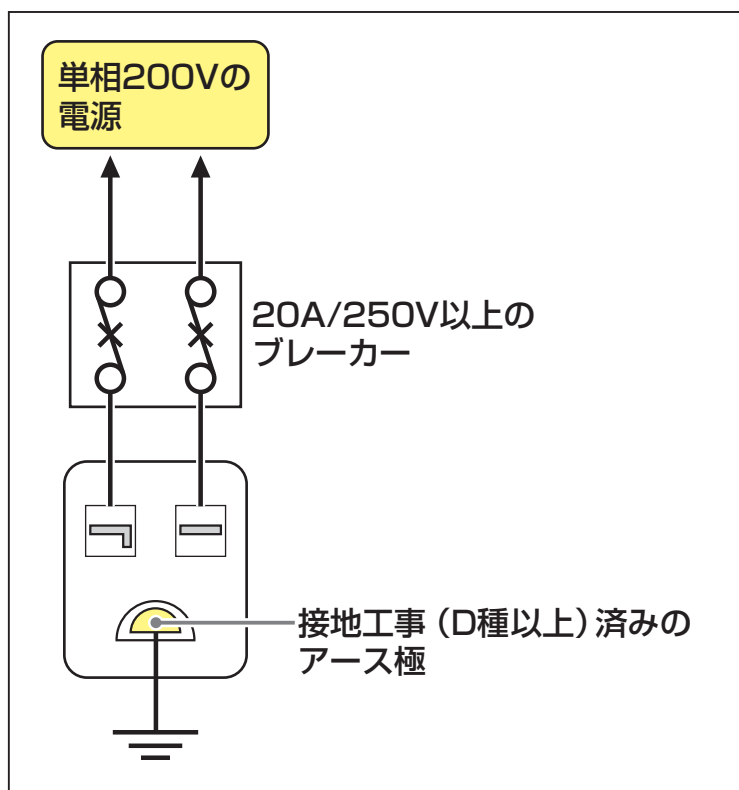 単相200Vの
電源
20A/250V以上の
ブレーカー
接地工事（D種以上）済みの
アース極